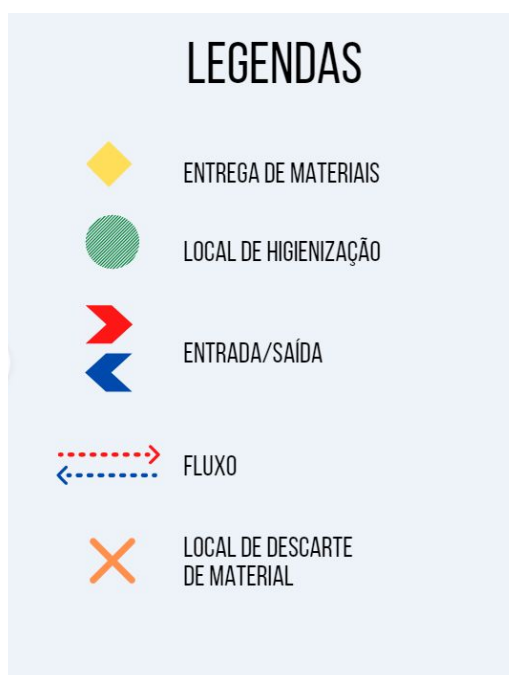 LEGENDAS
ENTREGA DE MATERIAIS
LOCAL DE HIGIENIZAÇÃO
ENTRADA/SAÍDA
FLUXO
LOCAL DE DESCARTE
DE MATERIAL